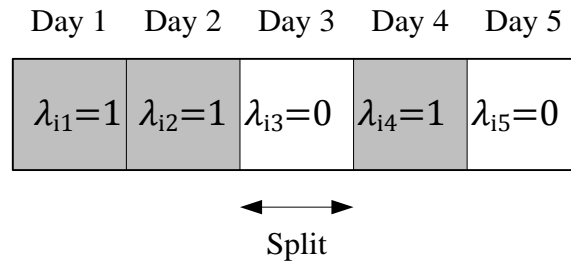 Day 1 Day 2 Day 3 Day 4 Day 5
λi1=1 λi2=1 λi3=0 λi4=1 λi5=0
Split